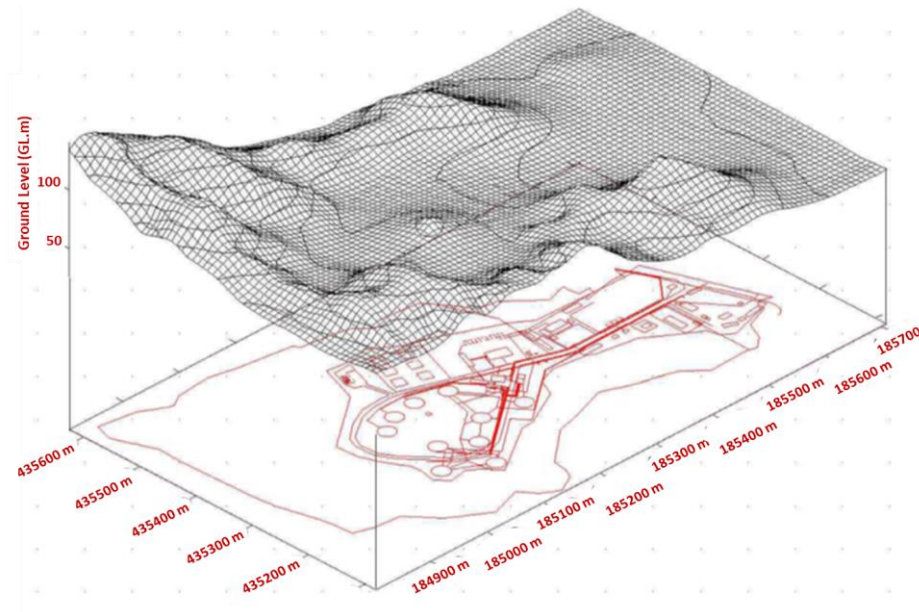 Ground Level (GL.m)
100
50
435600 m
435500 m
435400 m
435300 m
435200 m
184900 m
185000 m
185100 m
185200 m
185300 m
185400 m
185500 m
185600 m
185700